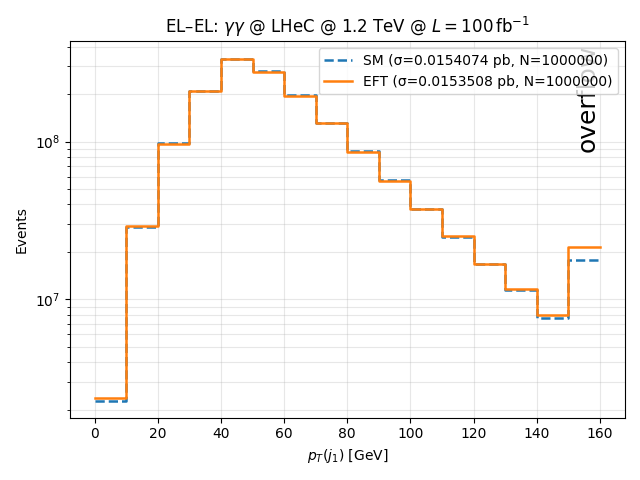 EL–EL: γγ @ LHeC @ 1.2 TeV @ L = 100 fb⁻¹
SM (σ=0.0154074 pb, N=1000000)
EFT (σ=0.0153508 pb, N=1000000)
overflow
10⁸
10⁷
Events
0 20 40 60 80 100 120 140 160
p_T(j₁) [GeV]